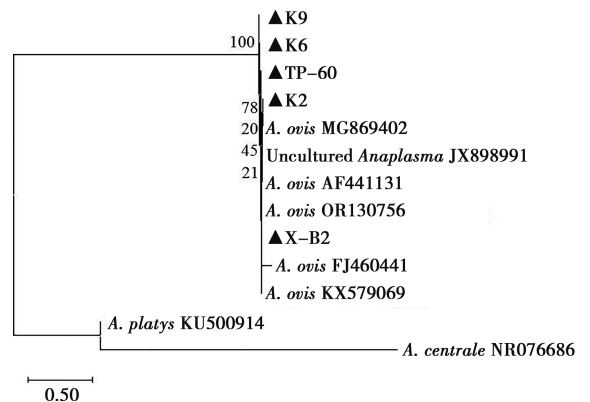 ▲K9
100
▲K6
▲TP-60
▲K2
78
20
A. ovis MG869402
45
Uncultured Anaplasma JX898991
21
A. ovis AF441131
A. ovis OR130756
▲X-B2
A. ovis FJ460441
A. ovis KX579069
A. platys KU500914
A. centrale NR076686
0.50